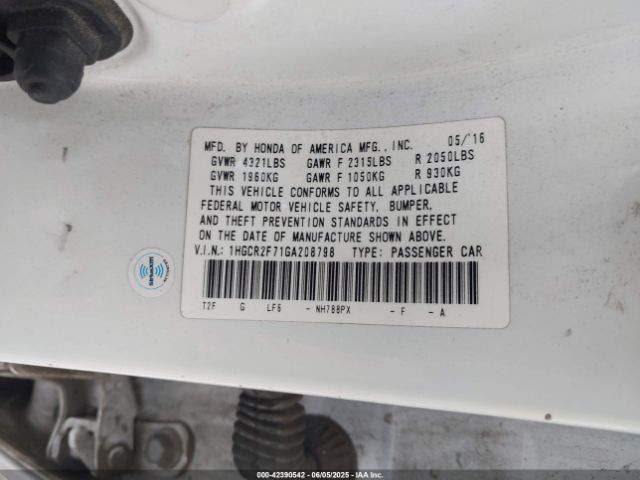 MFD. BY HONDA OF AMERICA MFG., INC. 05/'16
GVWR 4321LBS GAWR F 2315LBS R 2050LBS
GVWR 1960KG GAWR F 1050KG R 930KG
THIS VEHICLE CONFORMS TO ALL APPLICABLE
FEDERAL MOTOR VEHICLE SAFETY, BUMPER,
AND THEFT PREVENTION STANDARDS IN EFFECT
ON THE DATE OF MANUFACTURE SHOWN ABOVE.
V.I.N.: 1HGCR2F71GA208798 TYPE: PASSENGER CAR
T2F G LF6 - NH788PX - F - A
00-42390542 - 06/05/2025 - IAA Inc.